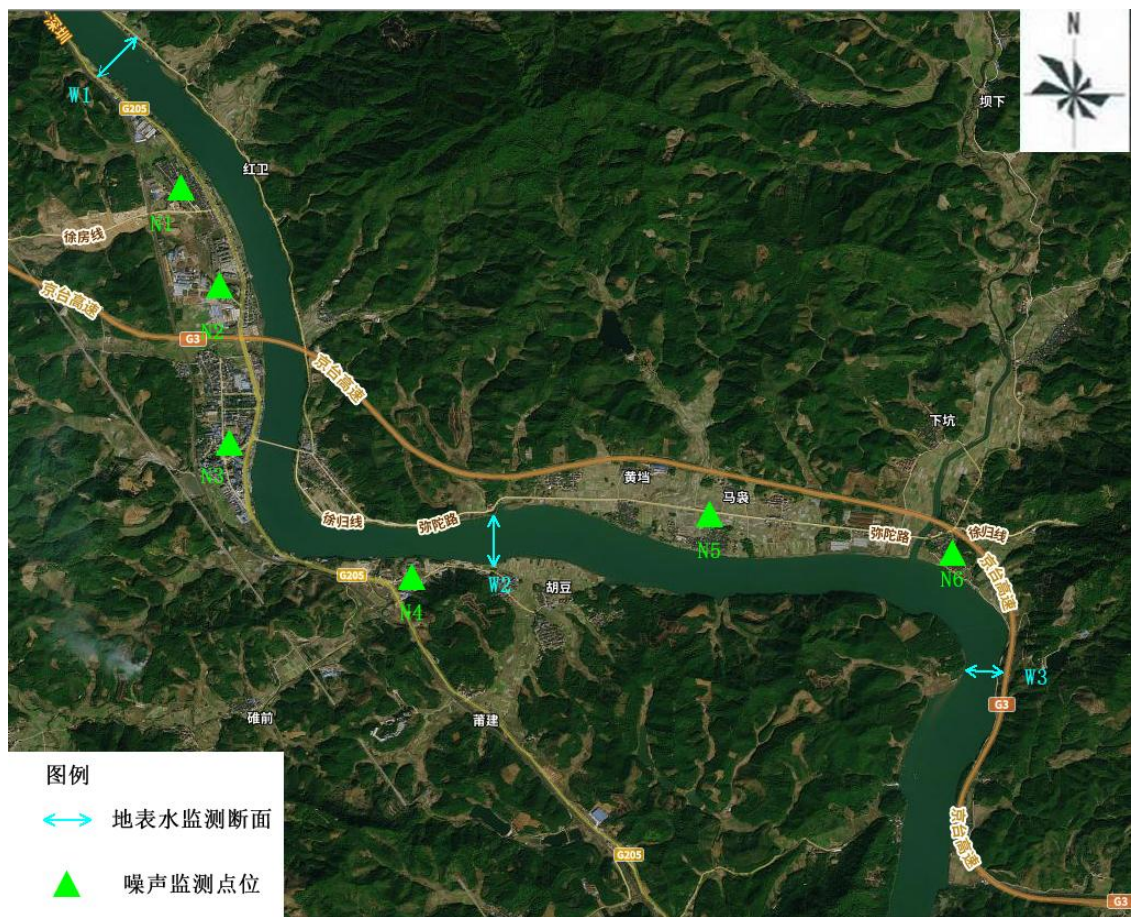 深圳
N
W1
G205
坝下
红卫
N1
徐房线
京台高速
N2
G3
京台高速
N3
下坑
黄垱
马袅
徐归线
弥陀路
弥陀路
徐归线
N5
N6
G205
N4
W2
胡豆
京台高速
W3
G3
碓前
莆建
京台高速
G205
G3
图例
地表水监测断面
噪声监测点位